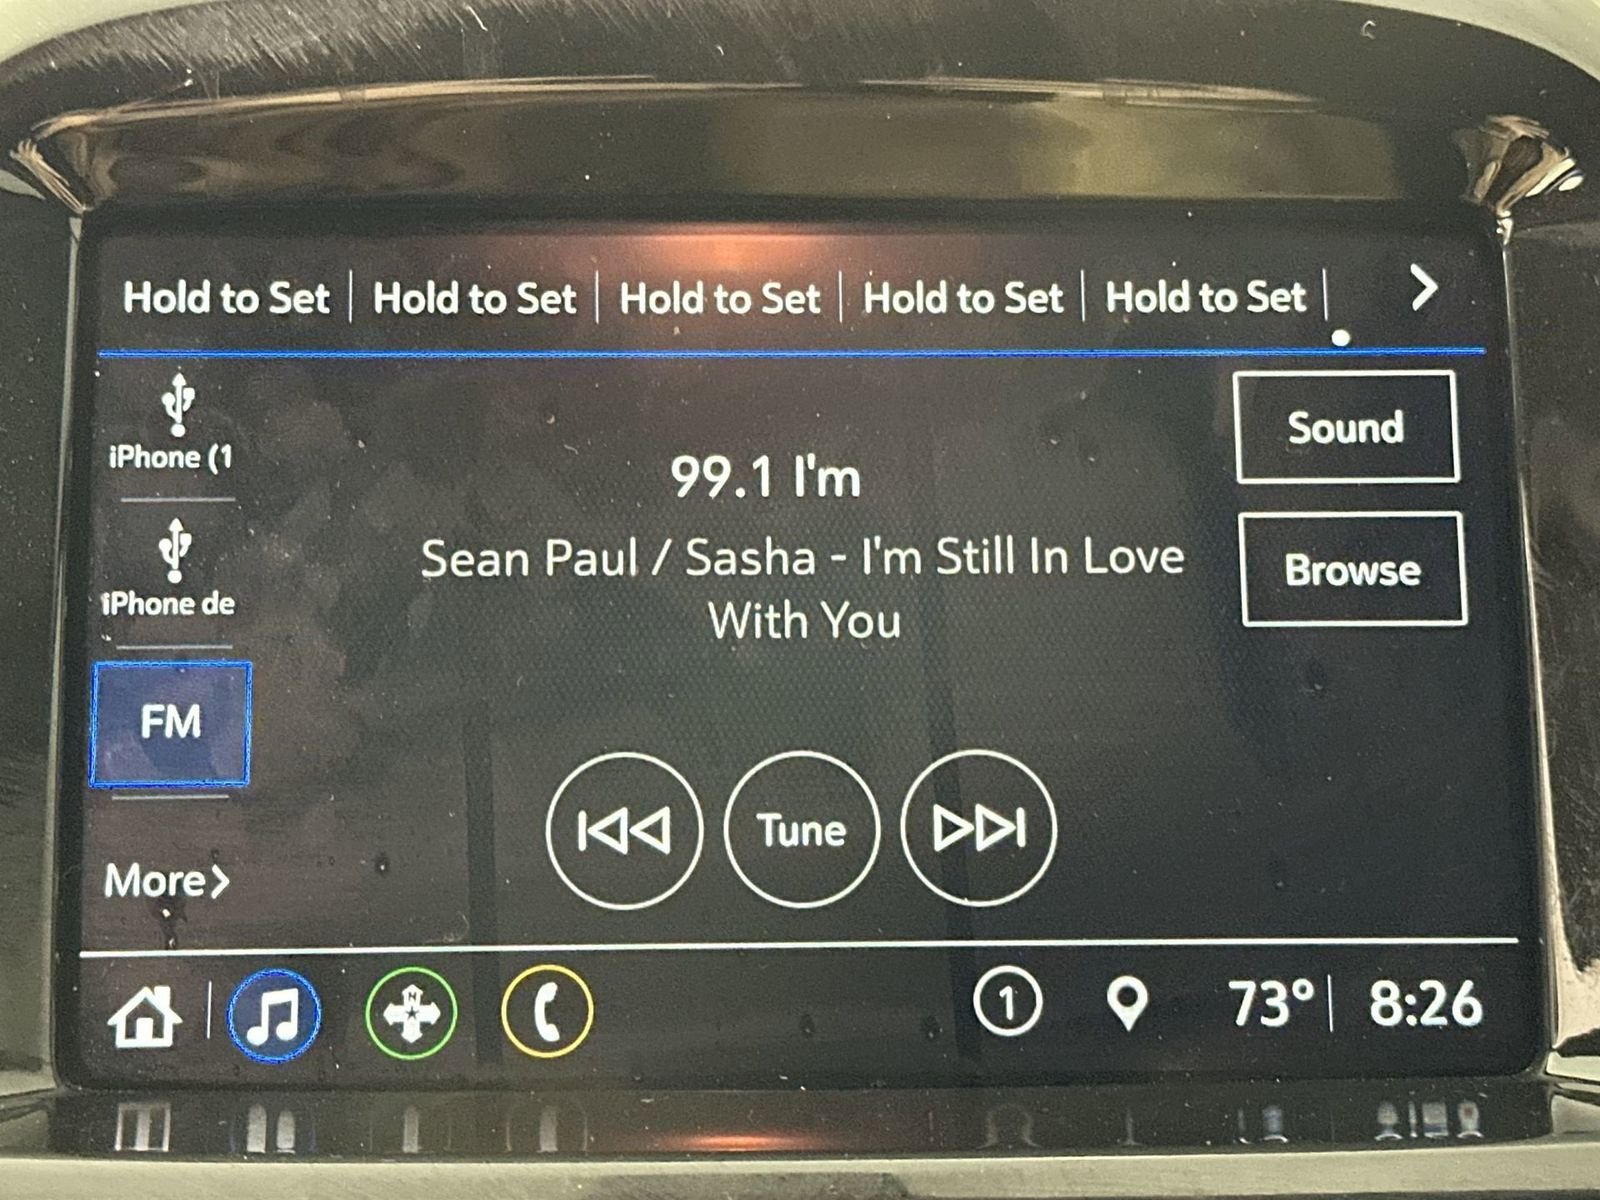 Hold to Set Hold to Set Hold to Set Hold to Set Hold to Set
iPhone (1
Sound
99.1 I'm
Sean Paul / Sasha - I'm Still In Love
With You
Browse
iPhone de
FM
Tune
More
N
1
73° 8:26